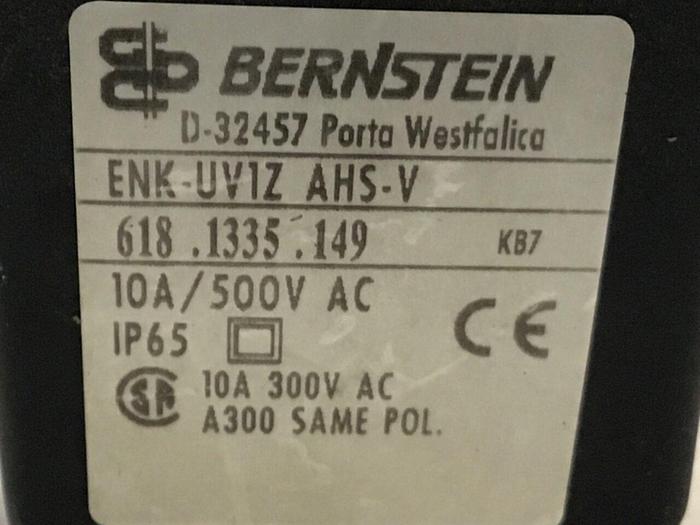 BERNSTEIN
D-32457 Porta Westfalica
ENK-UV1Z AHS-V
618.1335.149 KB7
10A/500V AC
IP65 CE
SA 10A 300V AC
A300 SAME POL.